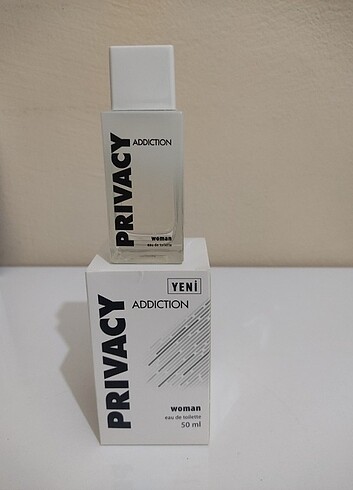 PRIVACY
ADDICTION
woman
eau de toilette
YENİ
PRIVACY
ADDICTION
woman
eau de toilette
50 ml